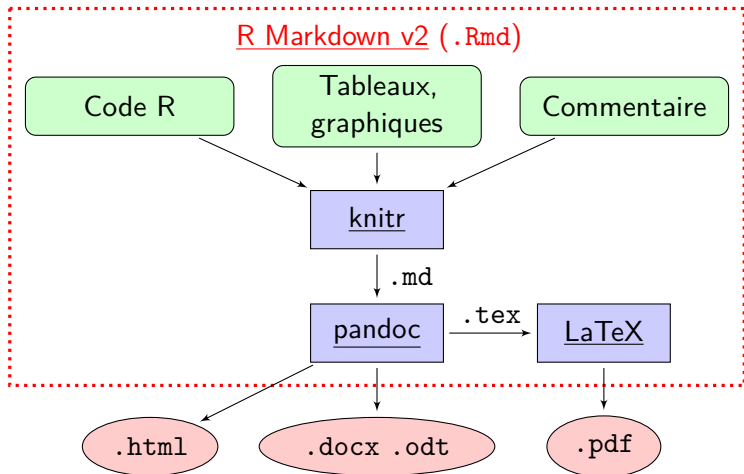 R Markdown v2 (.Rmd)
Code R
Tableaux,
graphiques
Commentaire
knitr
.md
pandoc
.tex
LaTeX
.html
.docx .odt
.pdf